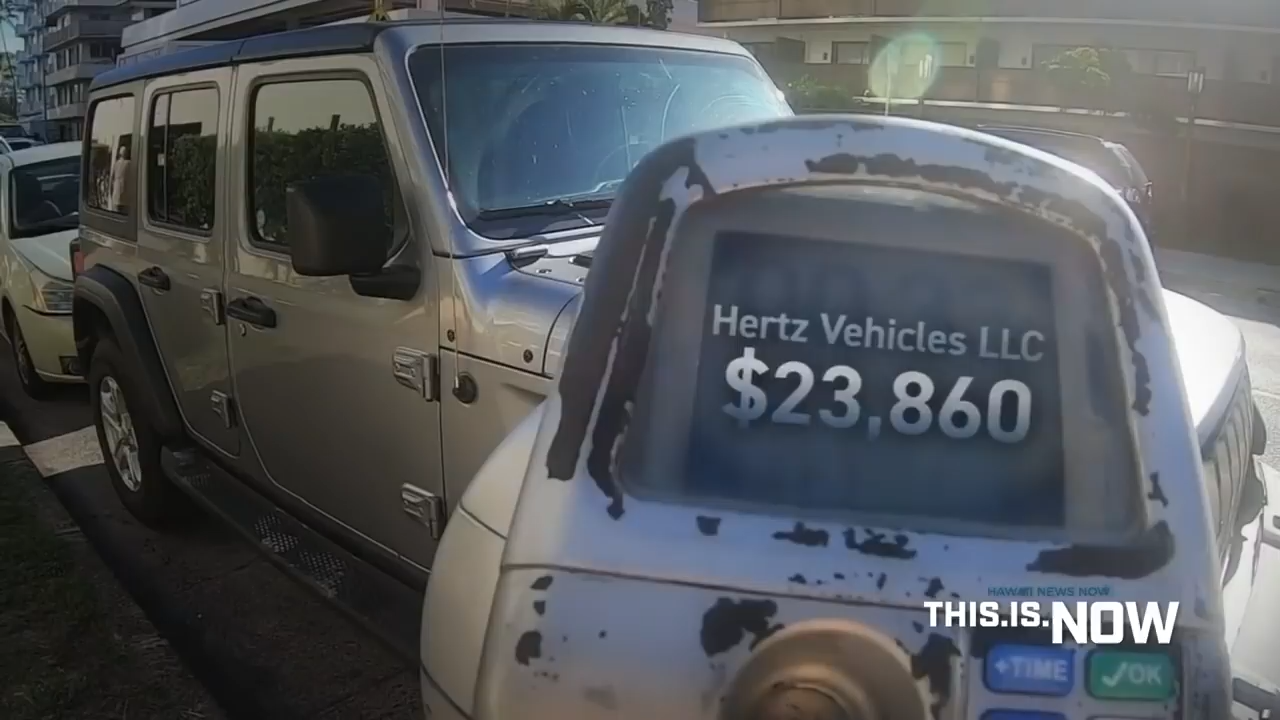 Hertz Vehicles LLC
$23,860
HAWAII NEWS NOW
THIS.IS.NOW
+TIME
✓OK